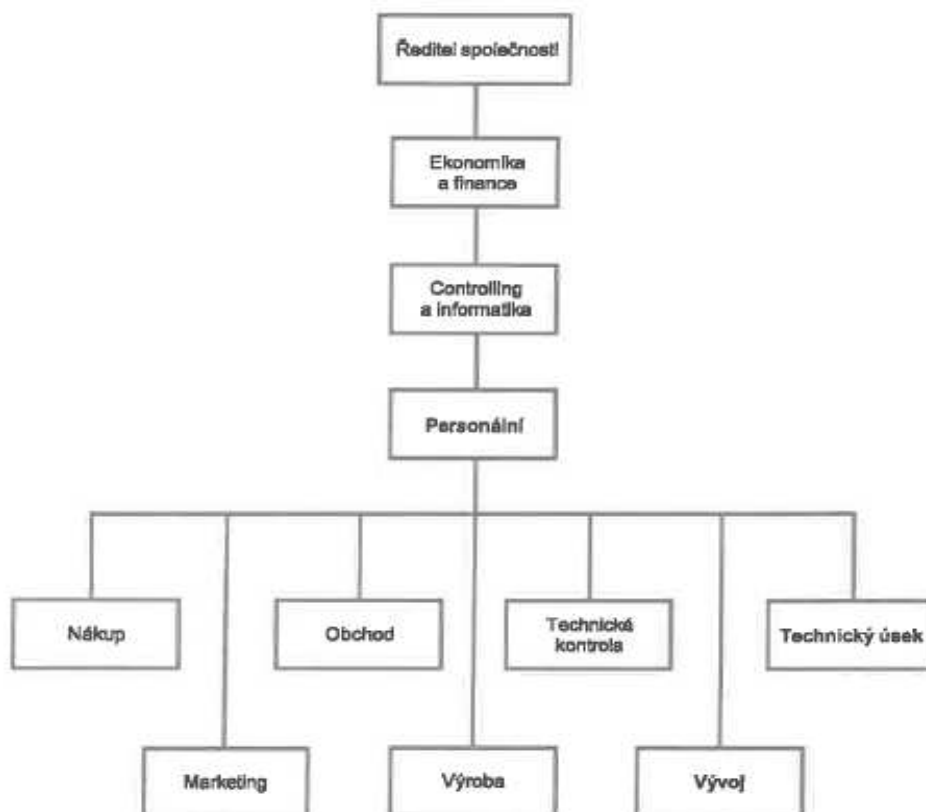 Ředitel společnosti
Ekonomika
a finance
Controlling
a informatika
Personální
Nákup
Obchod
Technická
kontrola
Technický úsek
Marketing
Výroba
Vývoj